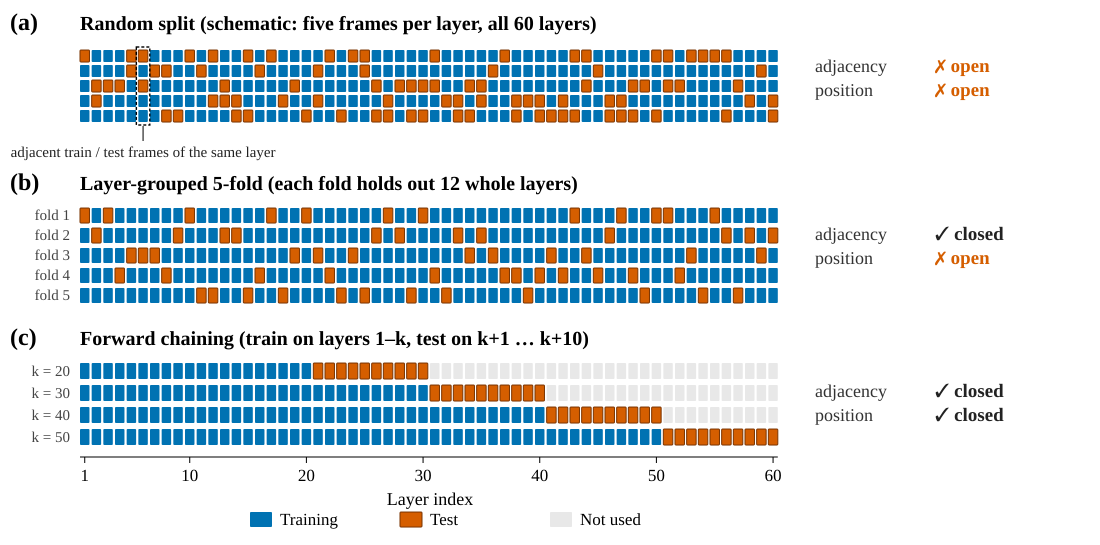 (a) Random split (schematic: five frames per layer, all 60 layers)
adjacency ✗ open
position ✗ open
adjacent train / test frames of the same layer
(b) Layer-grouped 5-fold (each fold holds out 12 whole layers)
fold 1
fold 2
fold 3
fold 4
fold 5
adjacency ✓ closed
position ✗ open
(c) Forward chaining (train on layers 1–k, test on k+1 … k+10)
k = 20
k = 30
k = 40
k = 50
adjacency ✓ closed
position ✓ closed
1 10 20 30 40 50 60
Layer index
Training Test Not used